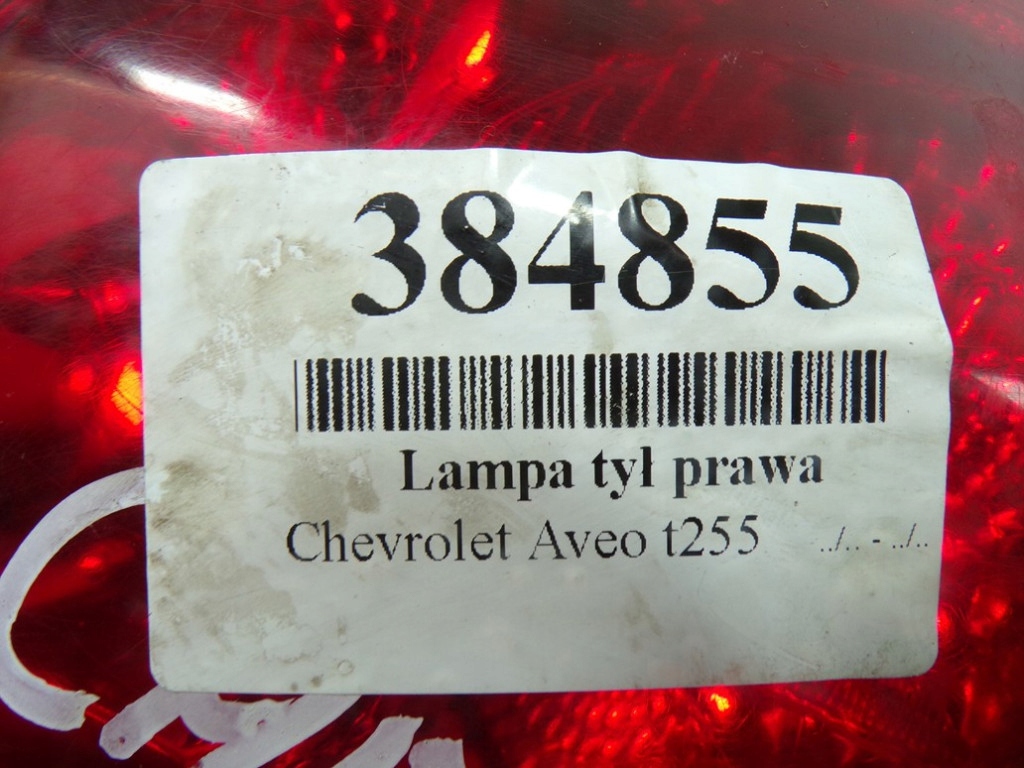 384855
Lampa tył prawa
Chevrolet Aveo t255 ../.. - ../..